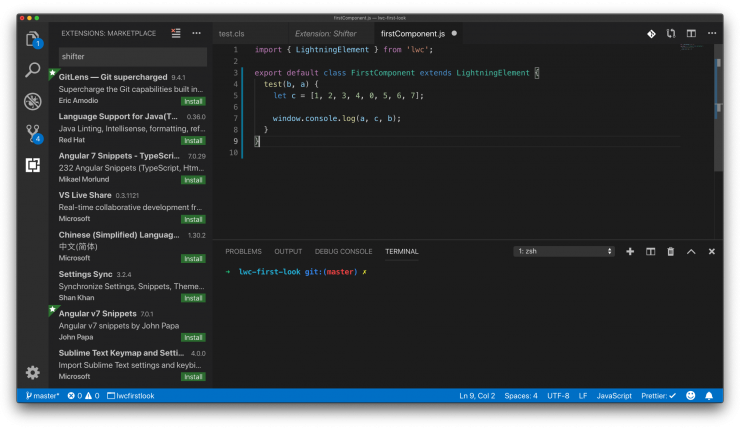 firstComponent.js — lwc-first-look
EXTENSIONS: MARKETPLACE
shifter
GitLens — Git supercharged 9.4.1
Supercharge the Git capabilities built in...
Eric Amodio Install
Language Support for Java(T... 0.36.0
Java Linting, Intellisense, formatting, ref...
Red Hat Install
Angular 7 Snippets - TypeScri... 7.0.29
232 Angular Snippets (TypeScript, Htm...
Mikael Morlund Install
VS Live Share 0.3.1121
Real-time collaborative development fr...
Microsoft Install
Chinese (Simplified) Languag... 1.30.2
中文(简体)
Microsoft Install
Settings Sync 3.2.4
Synchronize Settings, Snippets, Theme...
Shan Khan Install
Angular v7 Snippets 7.0.1
Angular v7 snippets by John Papa
John Papa Install
Sublime Text Keymap and Setti... 4.0.0
Import Sublime Text settings and keybi...
Microsoft Install
1
4
test.cls Extension: Shifter firstComponent.js
1 import { LightningElement } from 'lwc';
2
3 export default class FirstComponent extends LightningElement {
4 test(b, a) {
5 let c = [1, 2, 3, 4, 0, 5, 6, 7];
6
7 window.console.log(a, c, b);
8 }
9 }
10
PROBLEMS OUTPUT DEBUG CONSOLE TERMINAL 1: zsh
➜ lwc-first-look git:(master) ✗
master* 0 0 lwcfirstlook Ln 9, Col 2 Spaces: 4 UTF-8 LF JavaScript Prettier: ✓